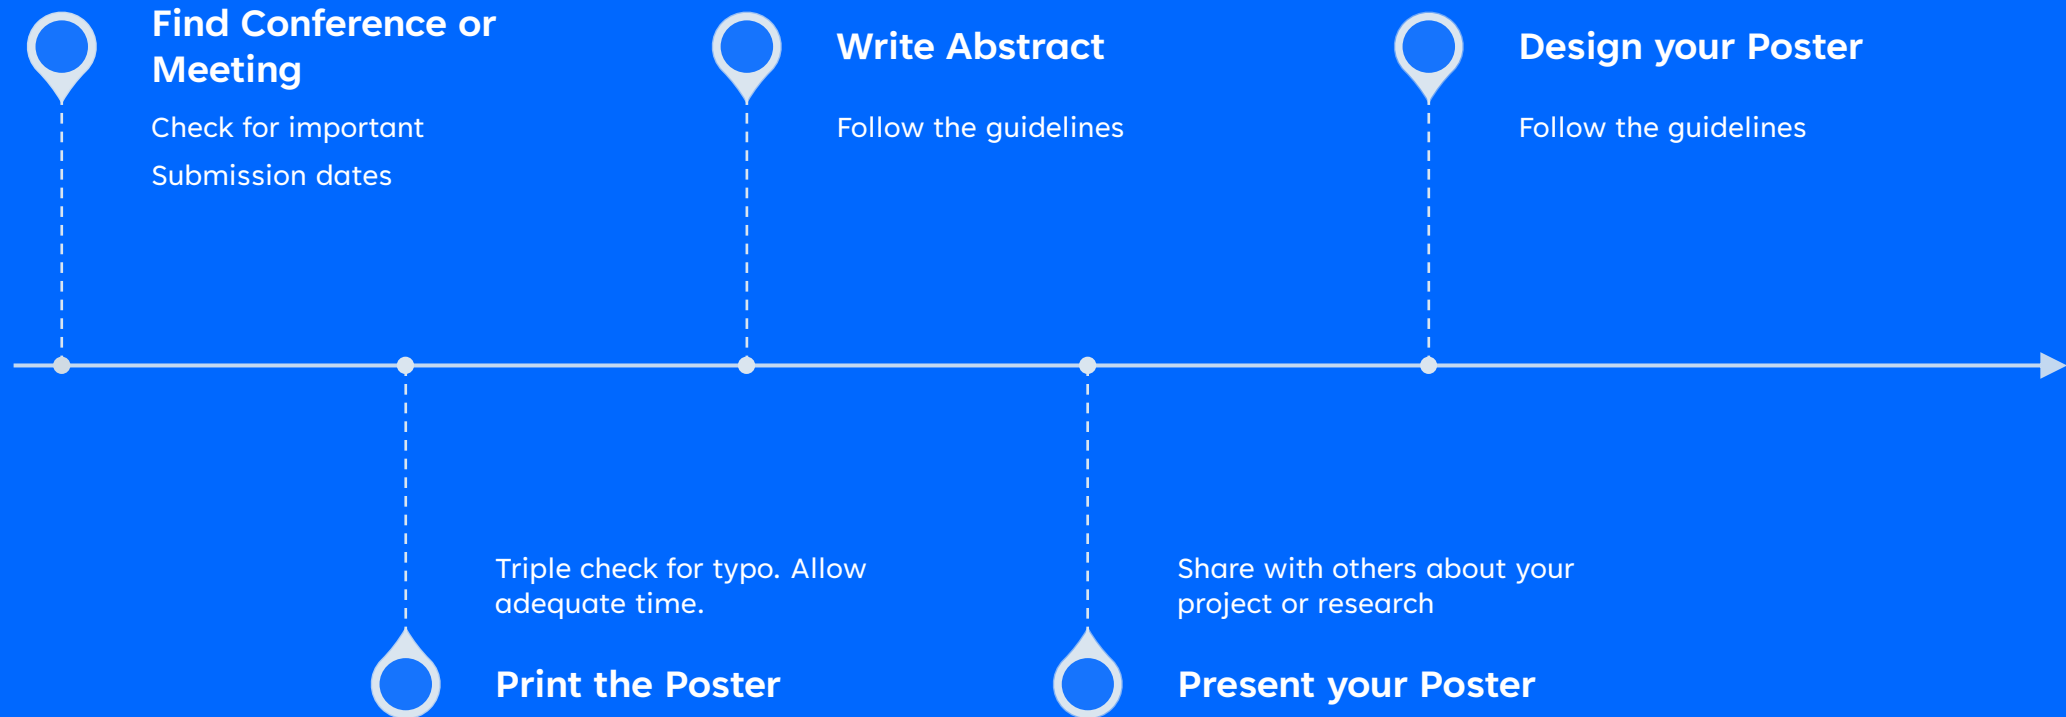 Find Conference or
Meeting
Check for important
Submission dates
Write Abstract
Follow the guidelines
Design your Poster
Follow the guidelines
Triple check for typo. Allow
adequate time.
Print the Poster
Share with others about your
project or research
Present your Poster